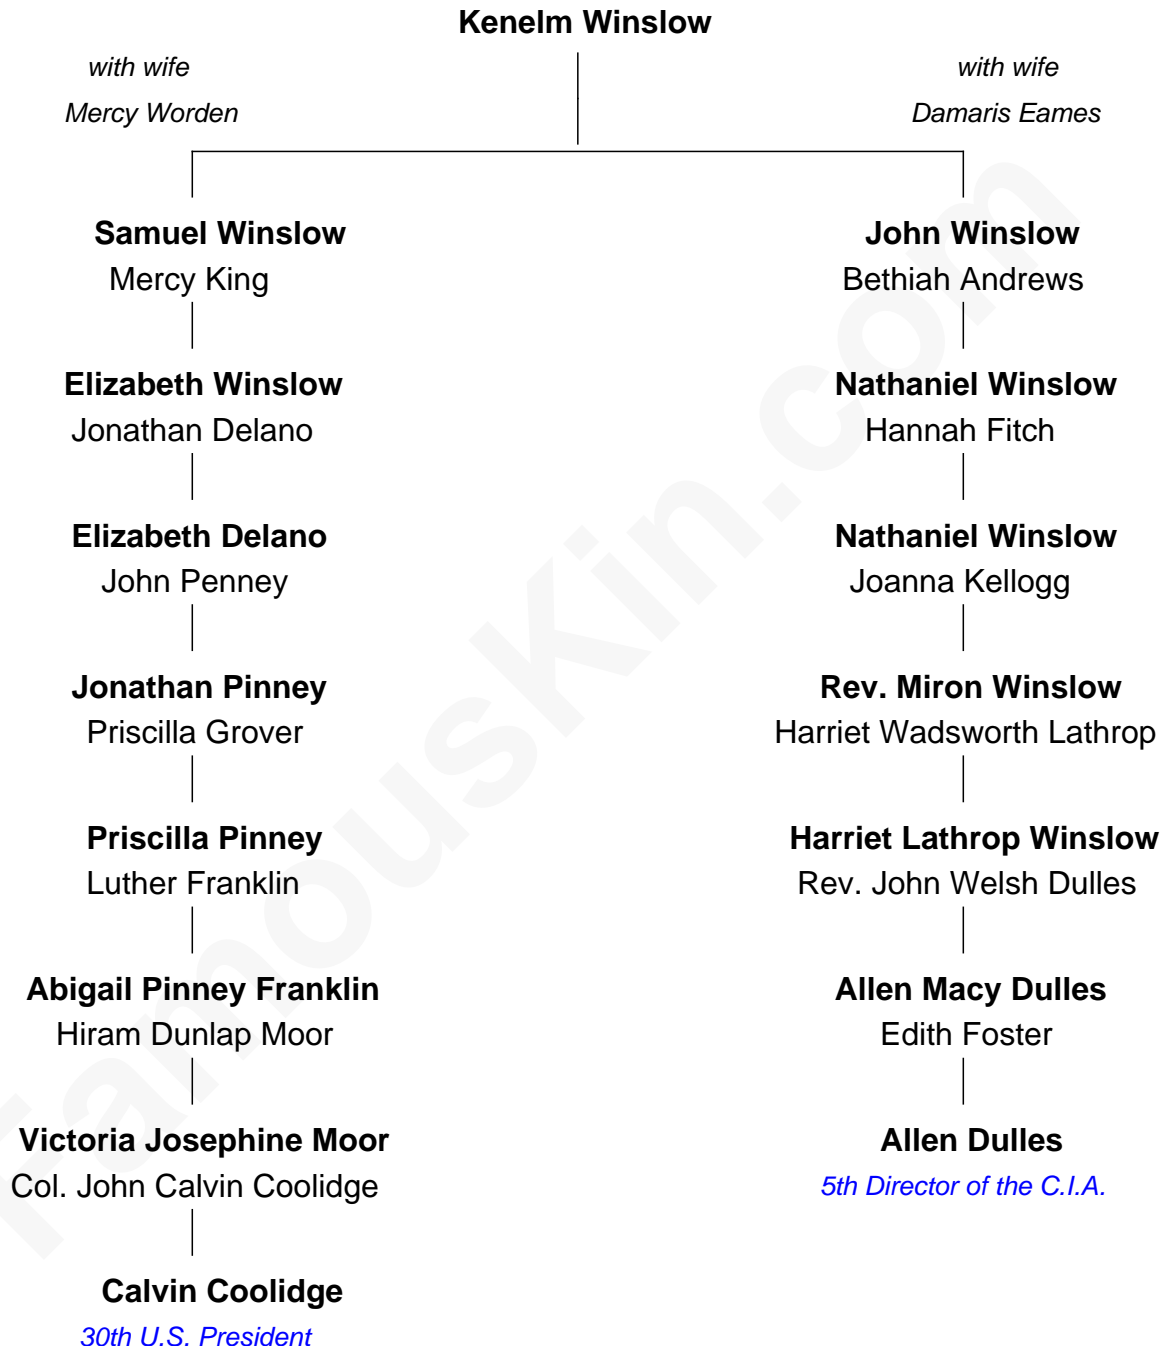 Kenelm Winslow
with wife
Mercy Worden
with wife
Damaris Eames
Samuel Winslow
Mercy King
John Winslow
Bethiah Andrews
Elizabeth Winslow
Jonathan Delano
Nathaniel Winslow
Hannah Fitch
Elizabeth Delano
John Penney
Nathaniel Winslow
Joanna Kellogg
Jonathan Pinney
Priscilla Grover
Rev. Miron Winslow
Harriet Wadsworth Lathrop
Priscilla Pinney
Luther Franklin
Harriet Lathrop Winslow
Rev. John Welsh Dulles
Abigail Pinney Franklin
Hiram Dunlap Moor
Allen Macy Dulles
Edith Foster
Victoria Josephine Moor
Col. John Calvin Coolidge
Allen Dulles
5th Director of the C.I.A.
Calvin Coolidge
30th U.S. President
FamousKin.com